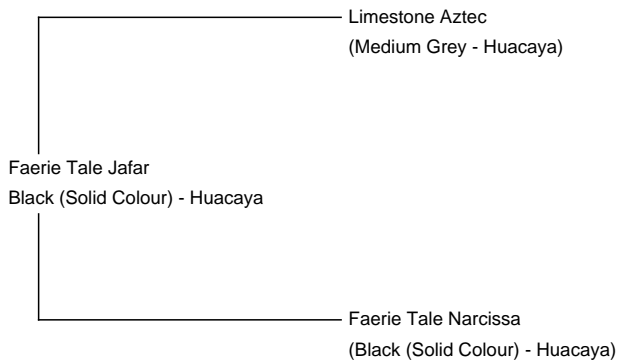 Limestone Aztec
(Medium Grey - Huacaya)
Faerie Tale Jafar
Black (Solid Colour) - Huacaya
Faerie Tale Narcissa
(Black (Solid Colour) - Huacaya)